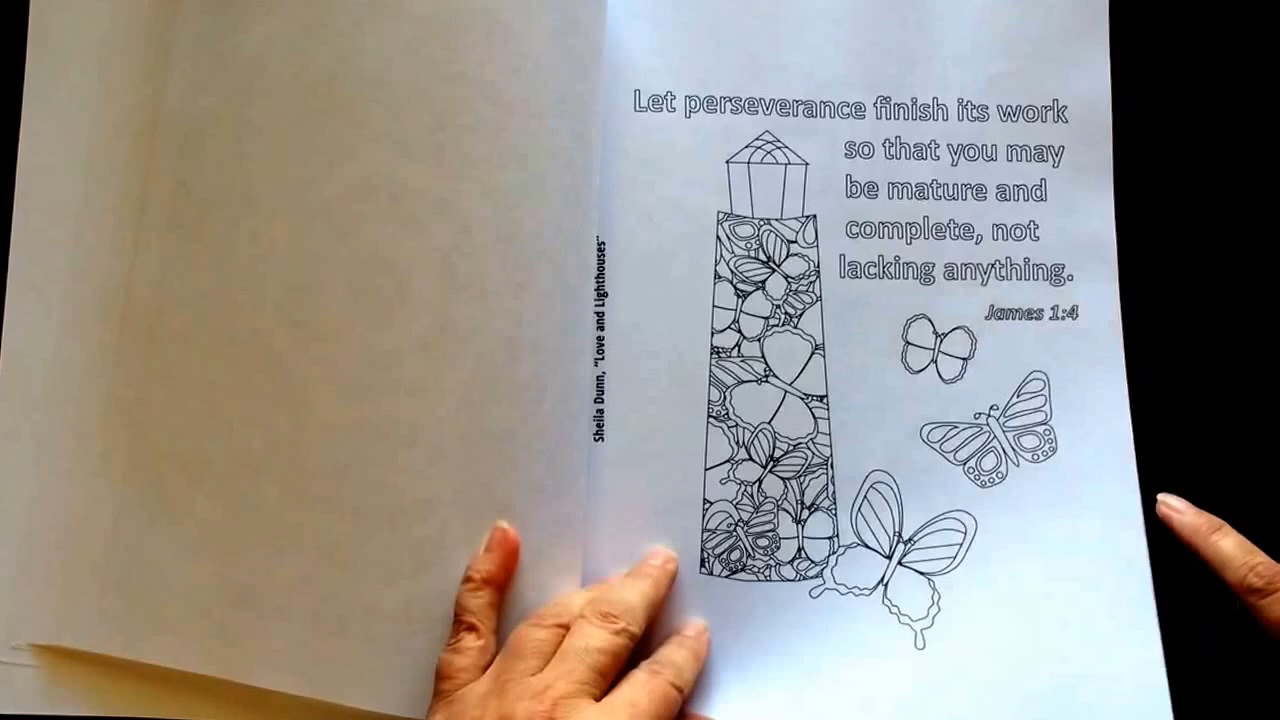 Let perseverance finish its work
so that you may
be mature and
complete, not
lacking anything.
James 1:4
Sheila Dunn, "Love and Lighthouses"